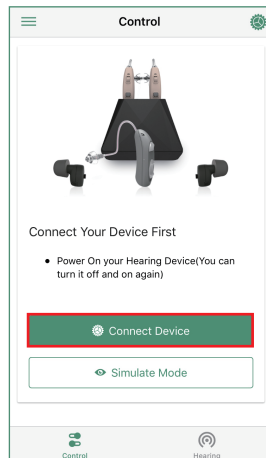 Control
Connect Your Device First
• Power On your Hearing Device(You can
turn it off and on again)
Connect Device
Simulate Mode
Control
Hearing